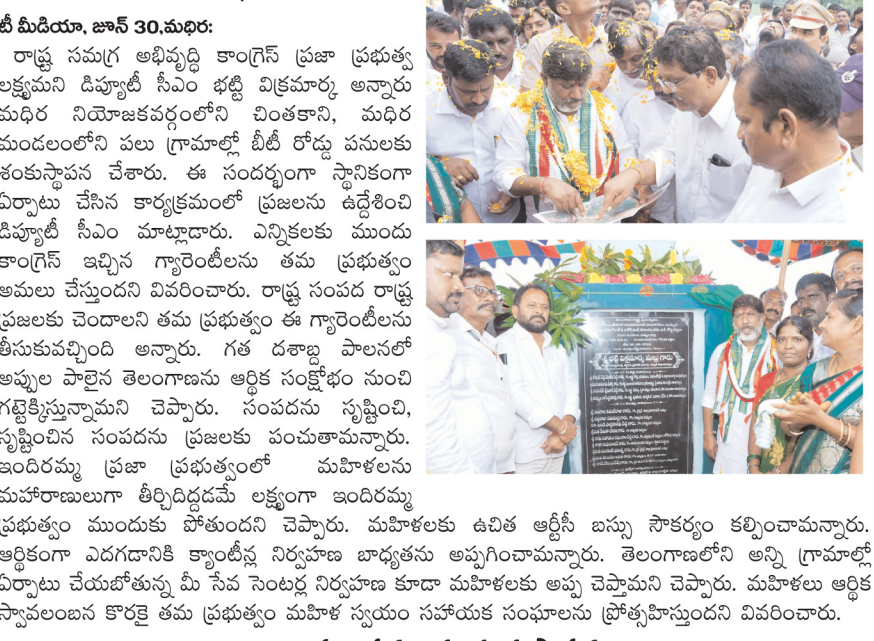 టీ మీడియా, జూన్ 30,మధిర:
రాష్ట్ర సమగ్ర అభివృద్ధి కాంగ్రెస్ ప్రజా ప్రభుత్వ
లక్ష్యమని డిప్యూటీ సీఎం భట్టి విక్రమార్క అన్నారు
మధిర నియోజకవర్గంలోని చింతకాని, మధిర
మండలంలోని పలు గ్రామాల్లో బీటీ రోడ్డు పనులకు
శంకుస్థాపన చేశారు. ఈ సందర్భంగా స్థానికంగా
ఏర్పాటు చేసిన కార్యక్రమంలో ప్రజలను ఉద్దేశించి
డిప్యూటీ సీఎం మాట్లాడారు. ఎన్నికలకు ముందు
కాంగ్రెస్ ఇచ్చిన గ్యారెంటీలను తమ ప్రభుత్వం
అమలు చేస్తుందని వివరించారు. రాష్ట్ర సంపద రాష్ట్ర
ప్రజలకు చెందాలని తమ ప్రభుత్వం ఈ గ్యారెంటీలను
తీసుకువచ్చింది అన్నారు. గత దశాబ్ద పాలనలో
అప్పుల పాలైన తెలంగాణను ఆర్థిక సంక్షోభం నుంచి
గట్టెక్కిస్తున్నామని చెప్పారు. సంపదను సృష్టించి,
సృష్టించిన సంపదను ప్రజలకు పంచుతామన్నారు.
ఇందిరమ్మ ప్రజా ప్రభుత్వంలో మహిళలను
మహారాణులుగా తీర్చిదిద్దడమే లక్ష్యంగా ఇందిరమ్మ
ప్రభుత్వం ముందుకు పోతుందని చెప్పారు. మహిళలకు ఉచిత ఆర్టీసీ బస్సు సౌకర్యం కల్పించామన్నారు.
ఆర్థికంగా ఎదగడానికి క్యాంటీన్ల నిర్వహణ బాధ్యతను అప్పగించామన్నారు. తెలంగాణలోని అన్ని గ్రామాల్లో
ఏర్పాటు చేయబోతున్న మీ సేవ సెంటర్ల నిర్వహణ కూడా మహిళలకు అప్ప చెప్తామని చెప్పారు. మహిళలు ఆర్థిక
స్వావలంబన కొరకై తమ ప్రభుత్వం మహిళ స్వయం సహాయక సంఘాలను ప్రోత్సహిస్తుందని వివరించారు.
శ్రీ భట్టి విక్రమార్క మల్లు గారు